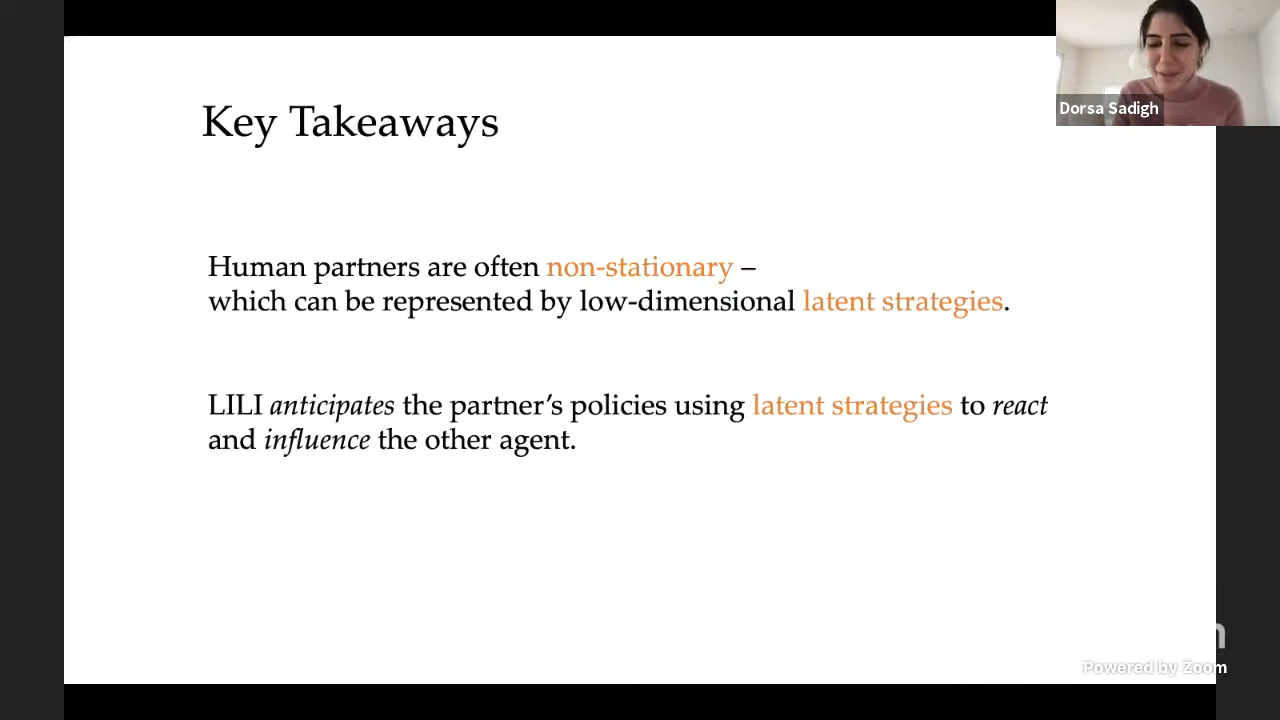 Dorsa Sadigh
Key Takeaways
Human partners are often non-stationary –
which can be represented by low-dimensional latent strategies.
LILI anticipates the partner's policies using latent strategies to react
and influence the other agent.
Powered by Zoom